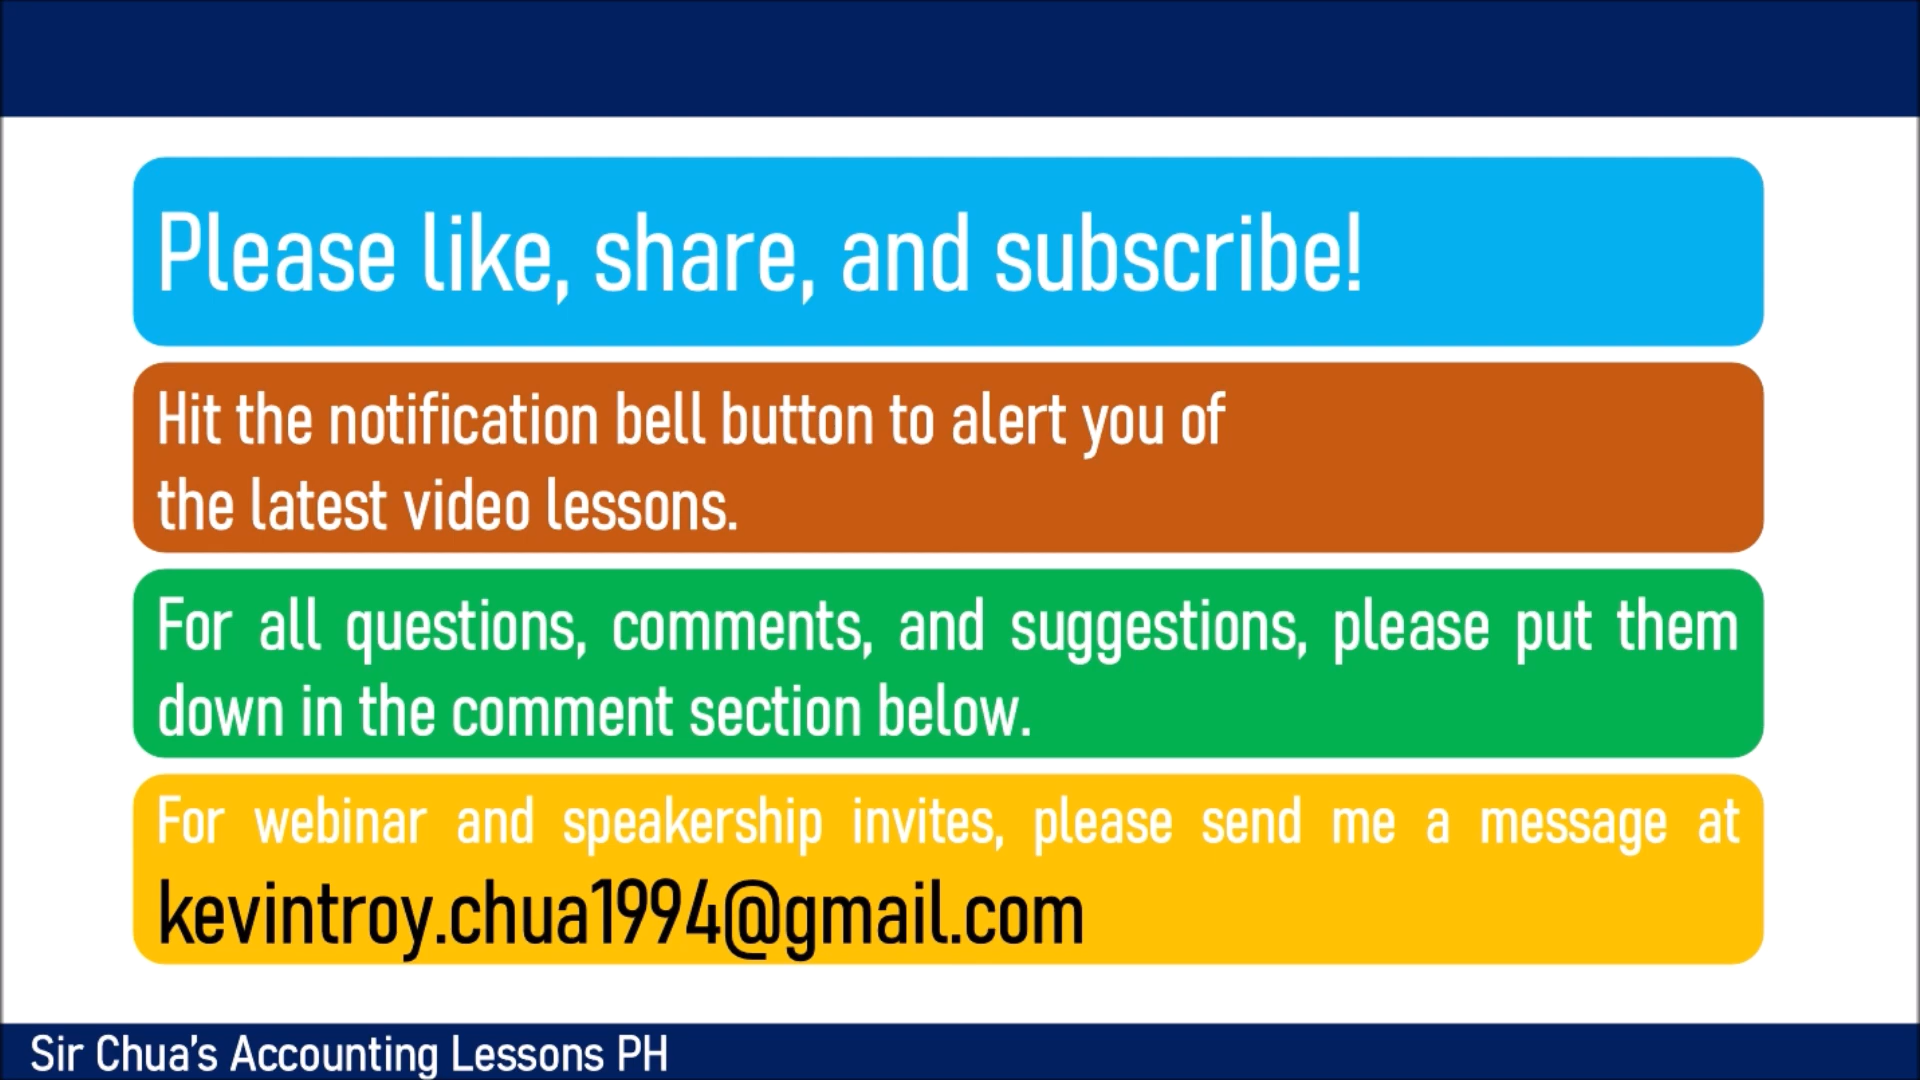 Please like, share, and subscribe!
Hit the notification bell button to alert you of
the latest video lessons.
For all questions, comments, and suggestions, please put them
down in the comment section below.
For webinar and speakership invites, please send me a message at
kevintroy.chua1994@gmail.com
Sir Chua's Accounting Lessons PH